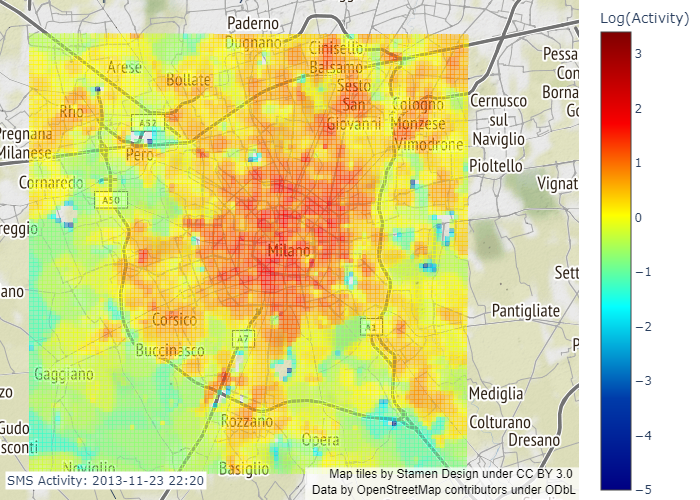 Log(Activity)
3
2
1
0
−1
−2
−3
−4
−5
Paderno
Dugnano
Cinisello
Balsamo
Arese
Bollate
Sesto
San
Giovanni
Rho
A52
Cologno
Monzese
Vimodrone
Cernusco
sul
Naviglio
Pessa
Con
Borna
Go
Pregnana
Milanese
Pero
Pioltello
Cornaredo
A50
Vignat
reggio
Milano
Sett
ano
Pantigliate
Corsico
A7
A1
Buccinasco
Gaggiano
P
zo
Mediglia
Gudo
sconti
Rozzano
Colturano
Dresano
Opera
Noviglio
Basiglio
SMS Activity: 2013-11-23 22:20
Map tiles by Stamen Design under CC BY 3.0
Data by OpenStreetMap contributors under ODbL